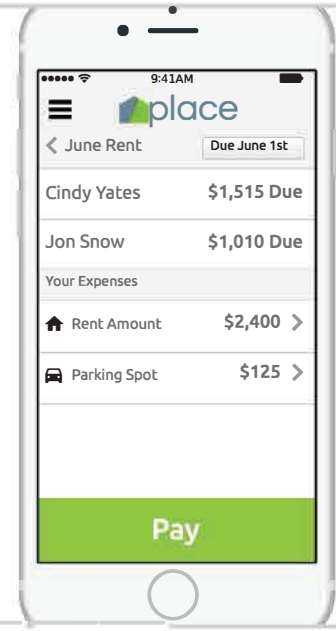 9:41AM
place
June Rent Due June 1st
Cindy Yates $1,515 Due
Jon Snow $1,010 Due
Your Expenses
Rent Amount $2,400
Parking Spot $125
Pay